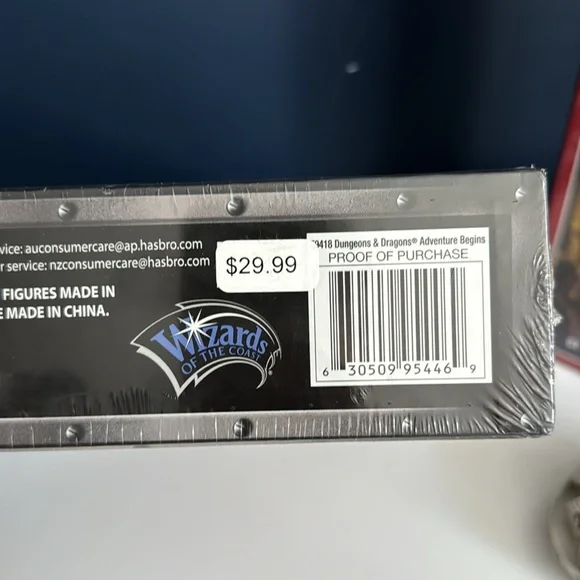 vice: auconsumercare@ap.hasbro.com
r service: nzconsumercare@hasbro.com
FIGURES MADE IN
E MADE IN CHINA.
$29.99
Wizards
OF THE COAST
9418 Dungeons & Dragons® Adventure Begins
PROOF OF PURCHASE
6 30509 95446 9